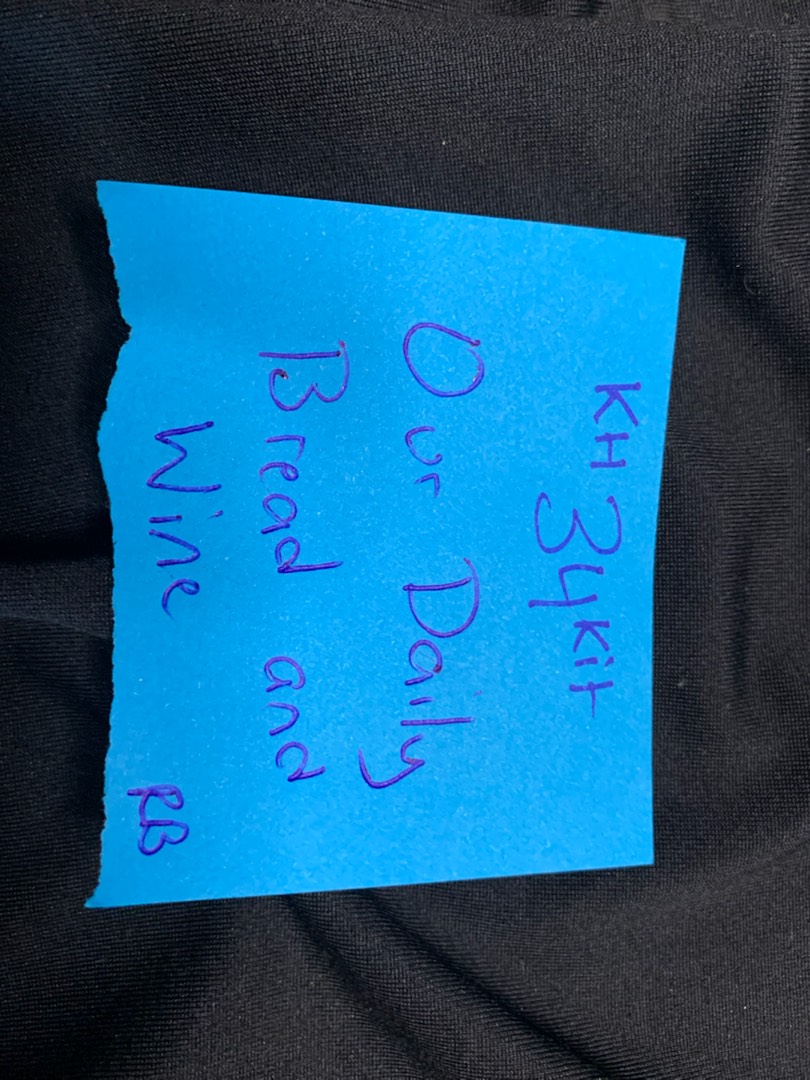 KH 34 Kit
Our Daily
Bread and
Wine
RB